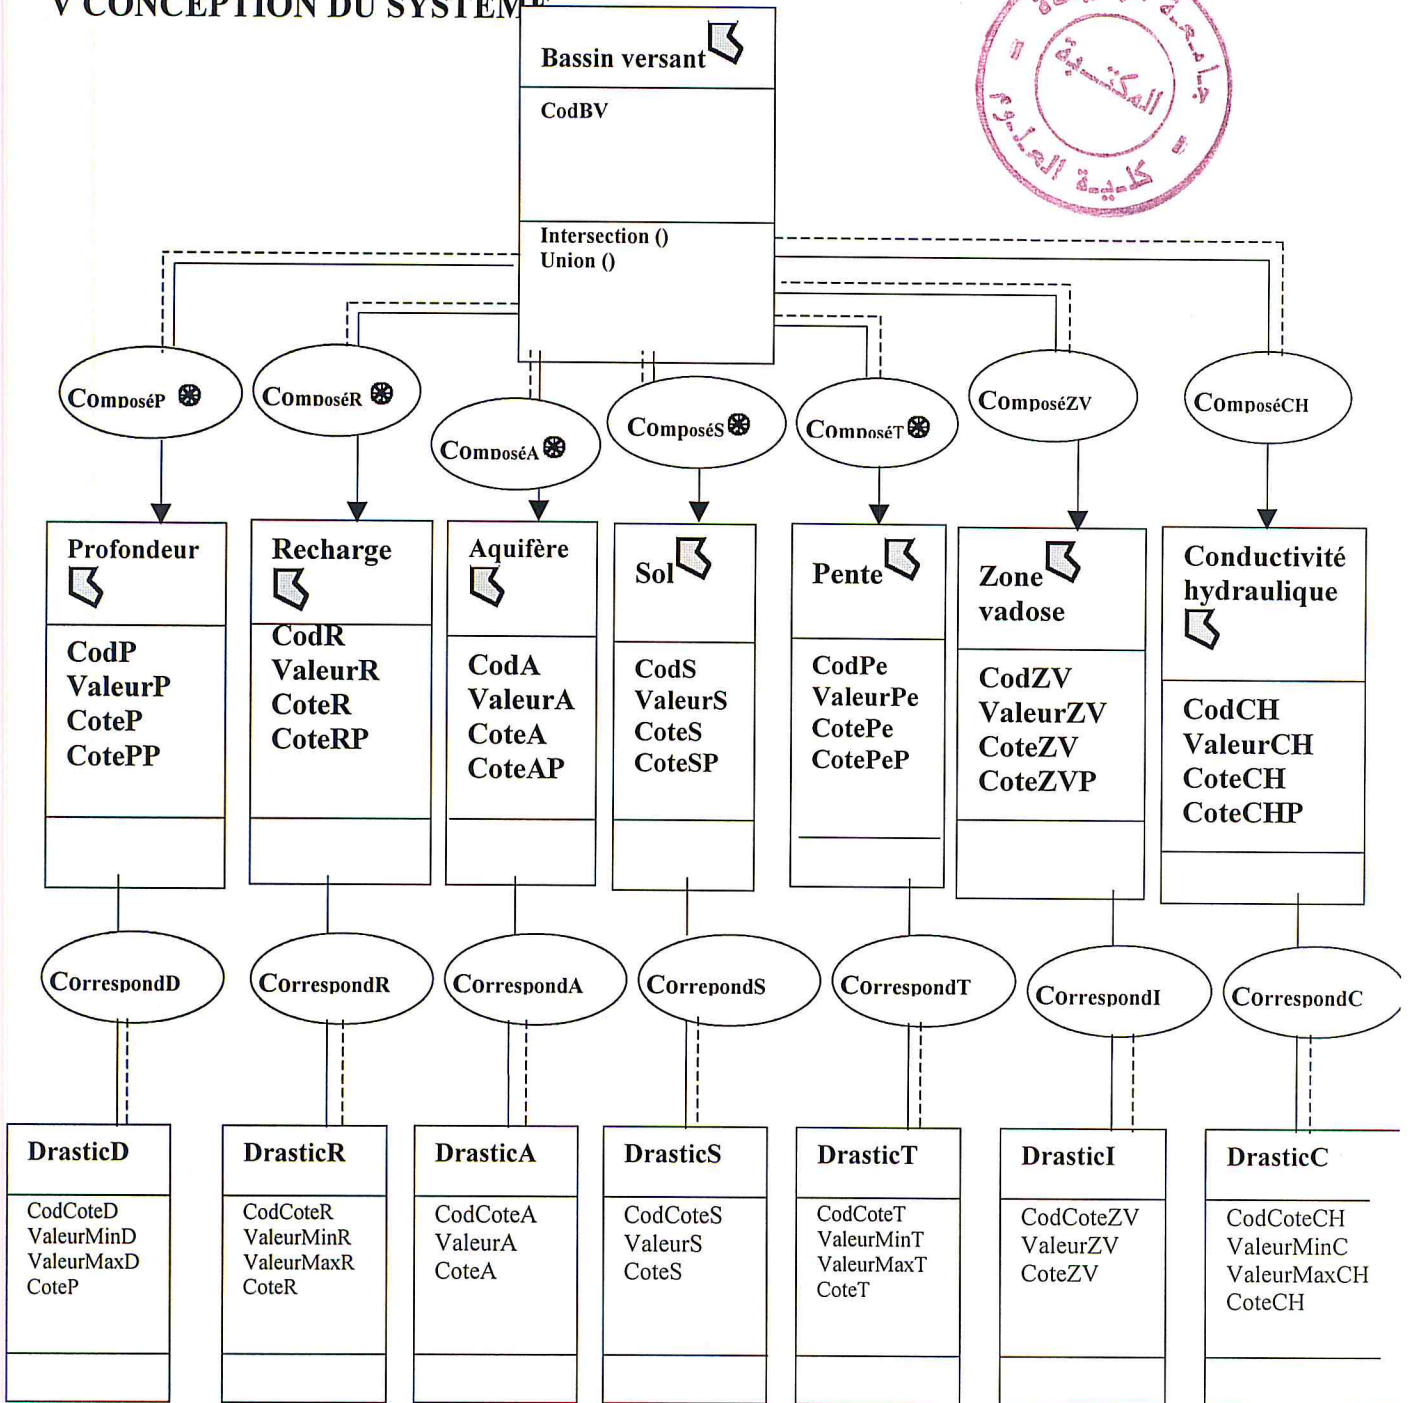 V CONCEPTION DU SYSTEME
Bassin versant
CodBV
Intersection ()
Union ()
جامعة
كلية العلوم
المكتبة
ComposéP
ComposéR
ComposéA
ComposéS
ComposéT
ComposéZV
ComposéCH
Profondeur
CodP
ValeurP
CoteP
CotePP
Recharge
CodR
ValeurR
CoteR
CoteRP
Aquifère
CodA
ValeurA
CoteA
CoteAP
Sol
CodS
ValeurS
CoteS
CoteSP
Pente
CodPe
ValeurPe
CotePe
CotePeP
Zone
vadose
CodZV
ValeurZV
CoteZV
CoteZVP
Conductivité
hydraulique
CodCH
ValeurCH
CoteCH
CoteCHP
CorrespondD
CorrespondR
CorrespondA
CorrepondS
CorrespondT
CorrespondI
CorrespondC
DrasticD
CodCoteD
ValeurMinD
ValeurMaxD
CoteP
DrasticR
CodCoteR
ValeurMinR
ValeurMaxR
CoteR
DrasticA
CodCoteA
ValeurA
CoteA
DrasticS
CodCoteS
ValeurS
CoteS
DrasticT
CodCoteT
ValeurMinT
ValeurMaxT
CoteT
DrasticI
CodCoteZV
ValeurZV
CoteZV
DrasticC
CodCoteCH
ValeurMinC
ValeurMaxCH
CoteCH